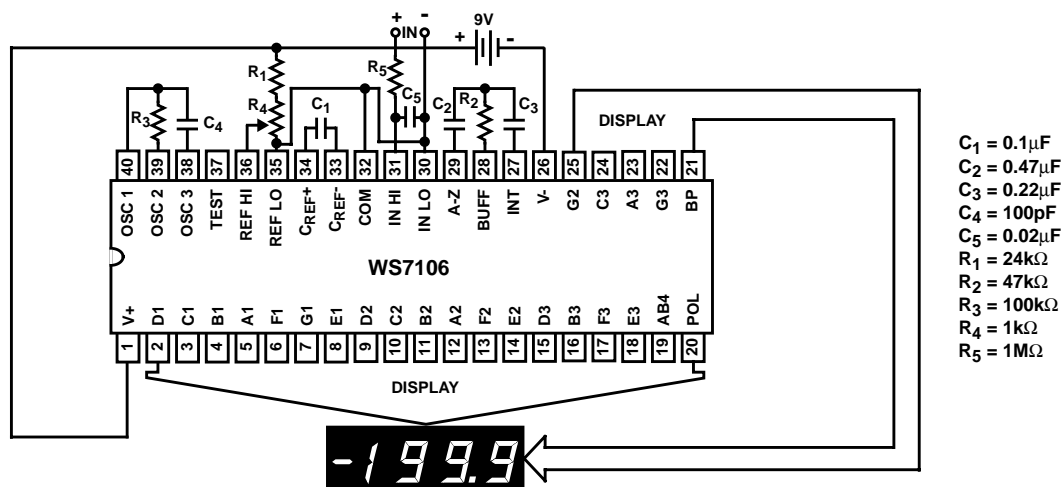 + -
IN
9V
+ -
R1
R5
R4
C5
C1
R3
C4
C2
R2
C3
DISPLAY
40 39 38 37 36 35 34 33 32 31 30 29 28 27 26 25 24 23 22 21
OSC 1
OSC 2
OSC 3
TEST
REF HI
REF LO
CREF+
CREF-
COM
IN HI
IN LO
A-Z
BUFF
INT
V-
G2
C3
A3
G3
BP
WS7106
V+
D1
C1
B1
A1
F1
G1
E1
D2
C2
B2
A2
F2
E2
D3
B3
F3
E3
AB4
POL
1 2 3 4 5 6 7 8 9 10 11 12 13 14 15 16 17 18 19 20
DISPLAY
-199.9
C1 = 0.1μF
C2 = 0.47μF
C3 = 0.22μF
C4 = 100pF
C5 = 0.02μF
R1 = 24kΩ
R2 = 47kΩ
R3 = 100kΩ
R4 = 1kΩ
R5 = 1MΩ